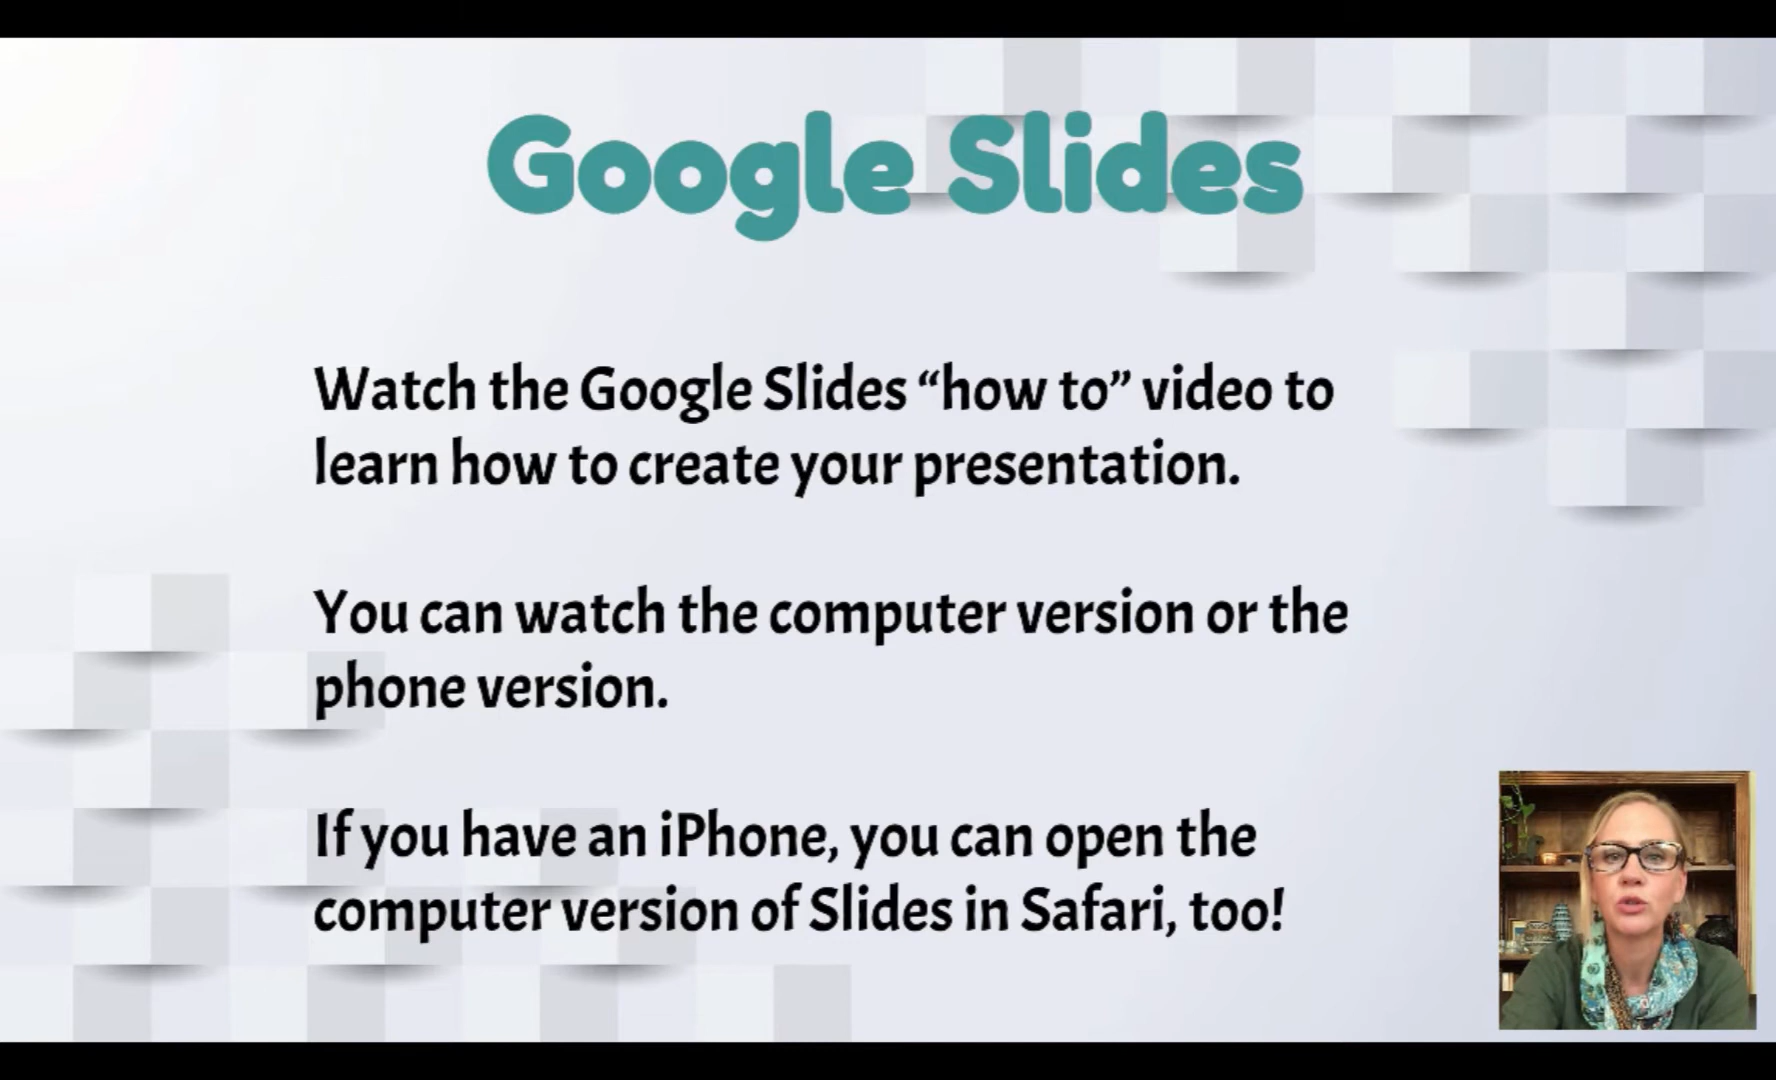 Google Slides
Watch the Google Slides “how to” video to
learn how to create your presentation.
You can watch the computer version or the
phone version.
If you have an iPhone, you can open the
computer version of Slides in Safari, too!